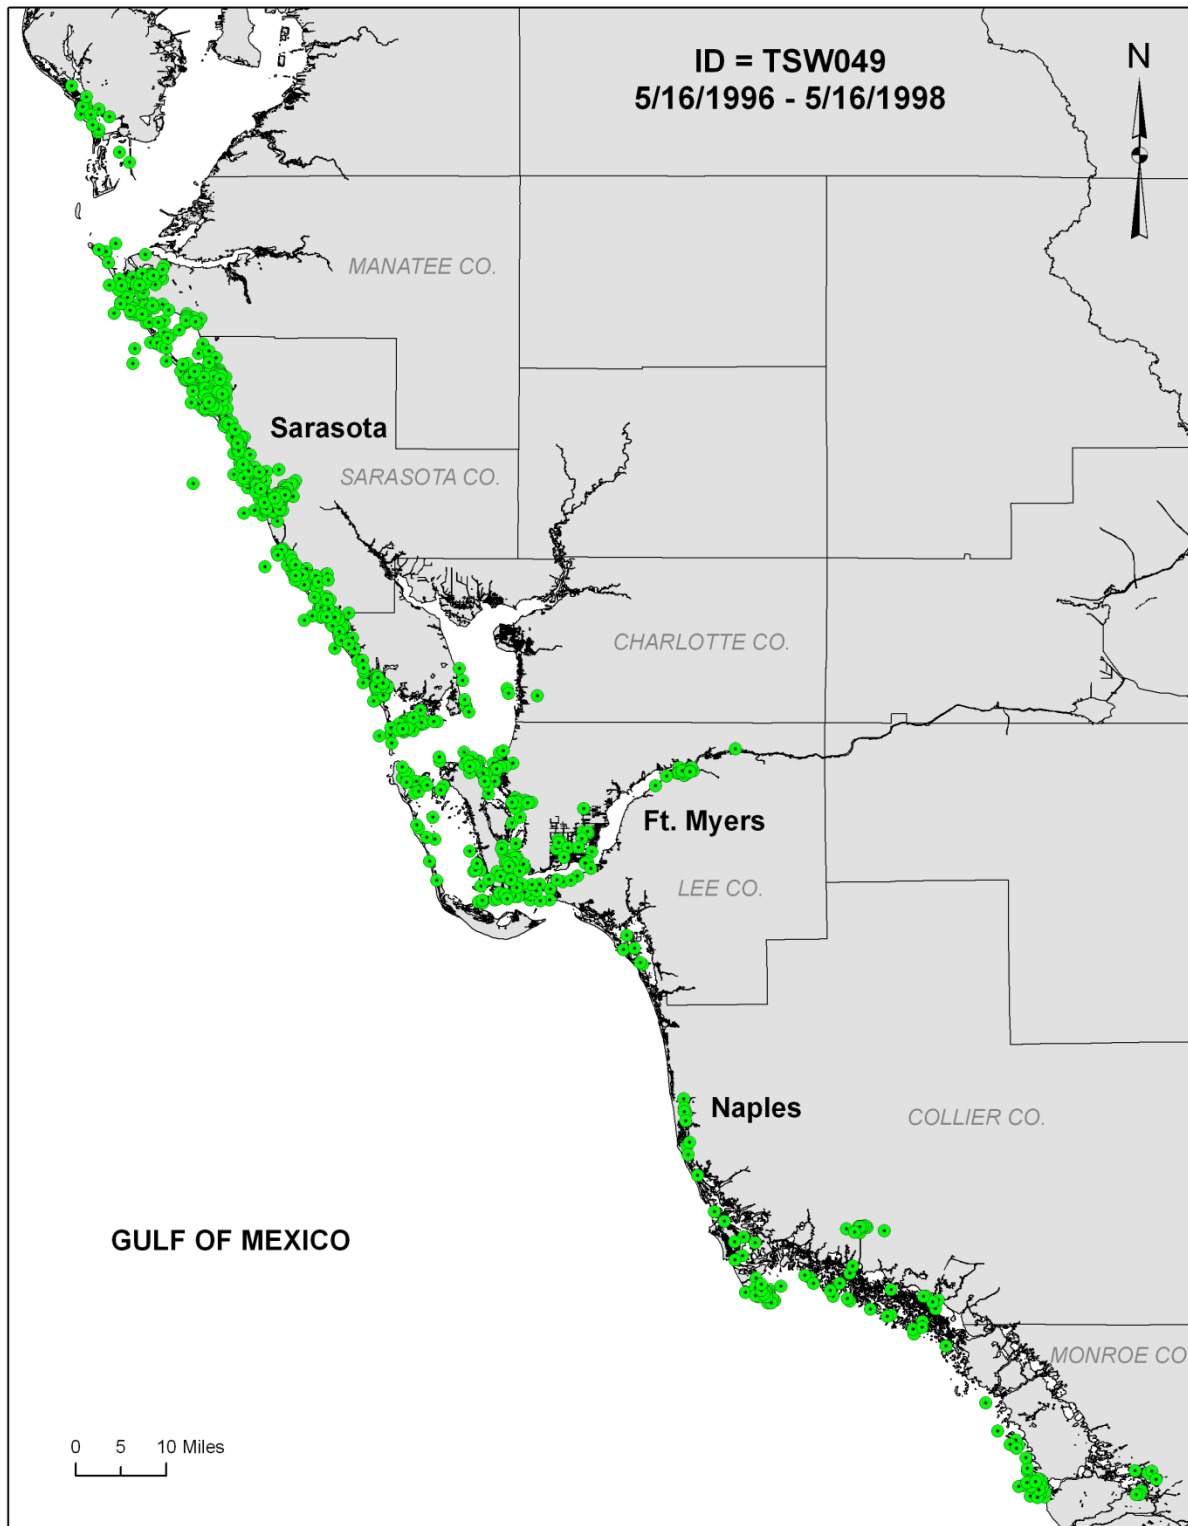 ID = TSW049
5/16/1996 - 5/16/1998
N
MANATEE CO.
Sarasota
SARASOTA CO.
CHARLOTTE CO.
Ft. Myers
LEE CO.
Naples
COLLIER CO.
GULF OF MEXICO
MONROE CO
0 5 10 Miles